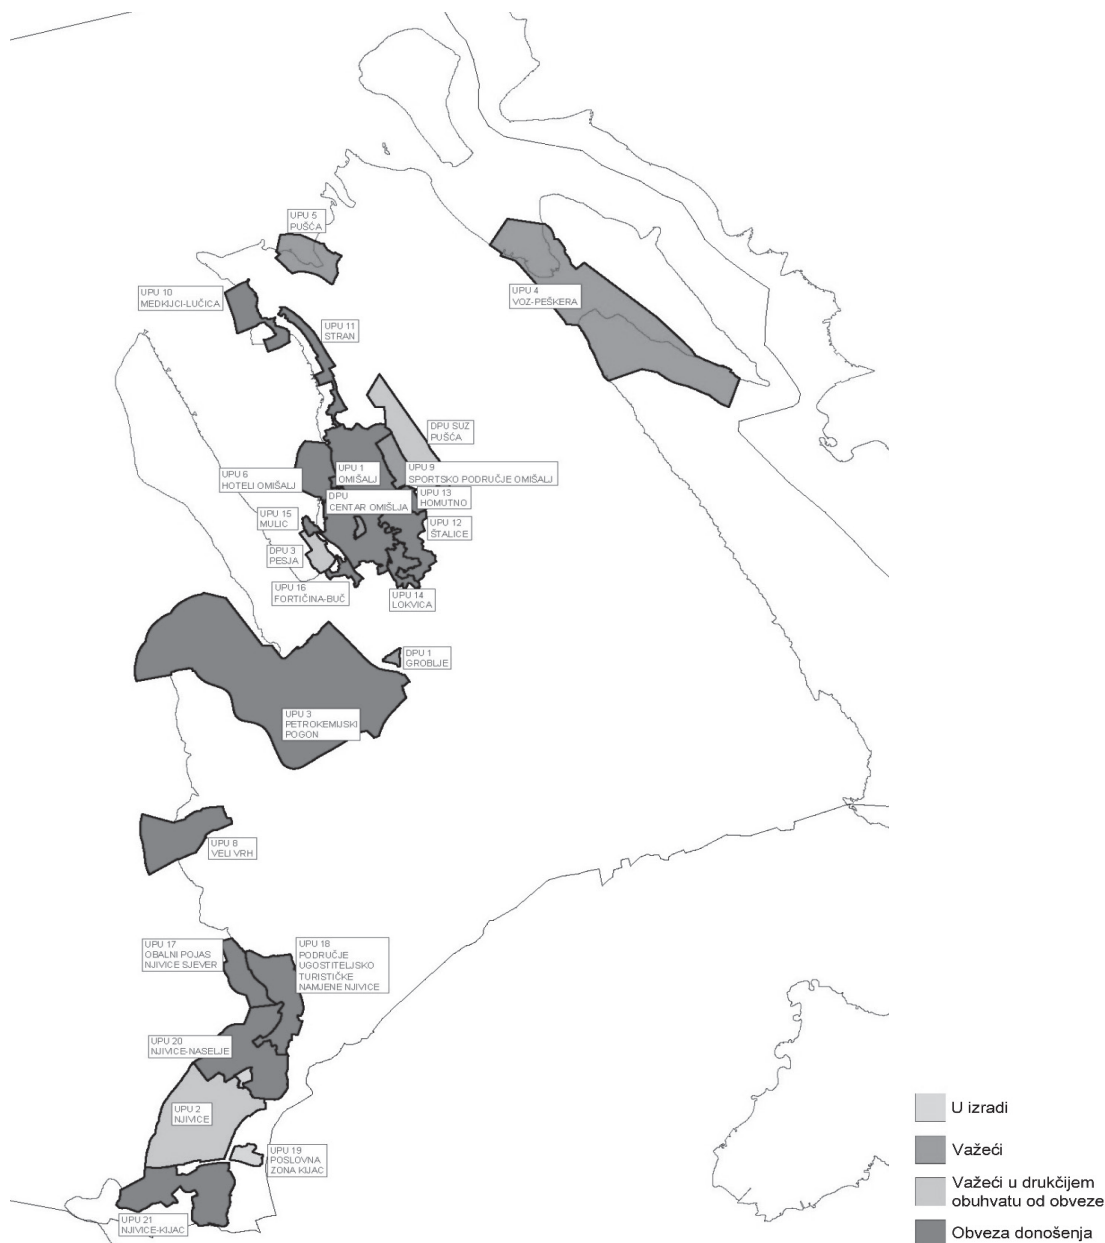 UPU 5
PUŠĆA
UPU 10
MEDKIJCI-LUČICA
UPU 4
VOZ-PEŠKERA
UPU 11
STRAN
DPU SUZ
PUŠĆA
UPU 6
HOTELI OMIŠALJ
UPU 1
OMIŠALJ
UPU 9
SPORTSKO PODRUČJE OMIŠALJ
DPU
CENTAR OMIŠLJA
UPU 13
HOMUTNO
UPU 15
MULIC
UPU 12
ŠTALICE
DPU 3
PESJA
UPU 16
FORTIČINA-BUČ
UPU 14
LOKVICA
DPU 1
GROBLJE
UPU 3
PETROKEMIJSKI
POGON
UPU 8
VELI VRH
UPU 17
OBALNI POJAS
NJIVICE SJEVER
UPU 18
PODRUČJE
UGOSTITELJSKO
TURISTIČKE
NAMJENE NJIVICE
UPU 20
NJIVICE-NASELJE
UPU 2
NJIVICE
UPU 19
POSLOVNA
ZONA KIJAC
UPU 21
NJIVICE-KIJAC
U izradi
Važeći
Važeći u drukčijem
obuhvatu od obveze
Obveza donošenja